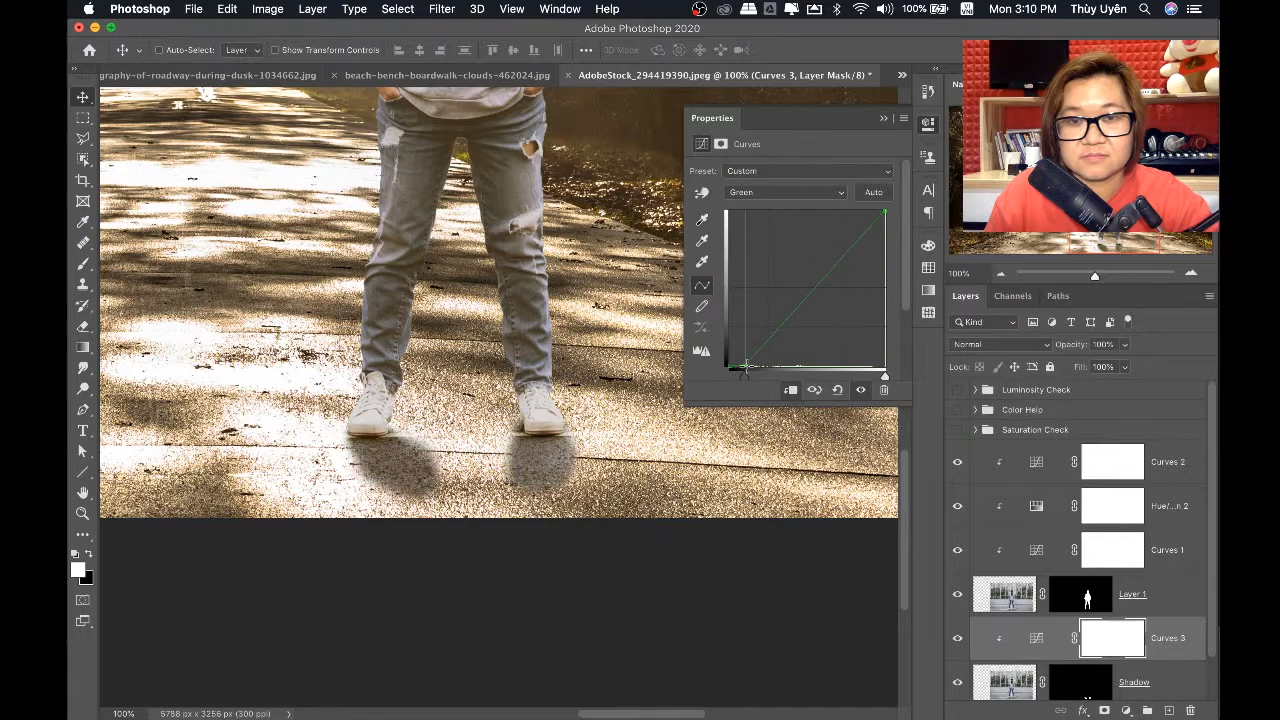 Photoshop File Edit Image Layer Type Select Filter 3D View Window Help 100% VI VNI Mon 3:10 PM Thùy Uyên
Adobe Photoshop 2020
Auto-Select: Layer Show Transform Controls 3D Mode:
graphy-of-roadway-during-dusk-1034662.jpg × beach-bench-boardwalk-clouds-462024.jpg × AdobeStock_294419390.jpeg @ 100% (Curves 3, Layer Mask/8) *
Properties
Curves
Preset: Custom
Green Auto
100%
Layers Channels Paths
Kind
Normal Opacity: 100%
Lock: Fill: 100%
Luminosity Check
Color Help
Saturation Check
Curves 2
Hue/...n 2
Curves 1
Layer 1
Curves 3
Shadow
100% 5788 px x 3256 px (300 ppi)